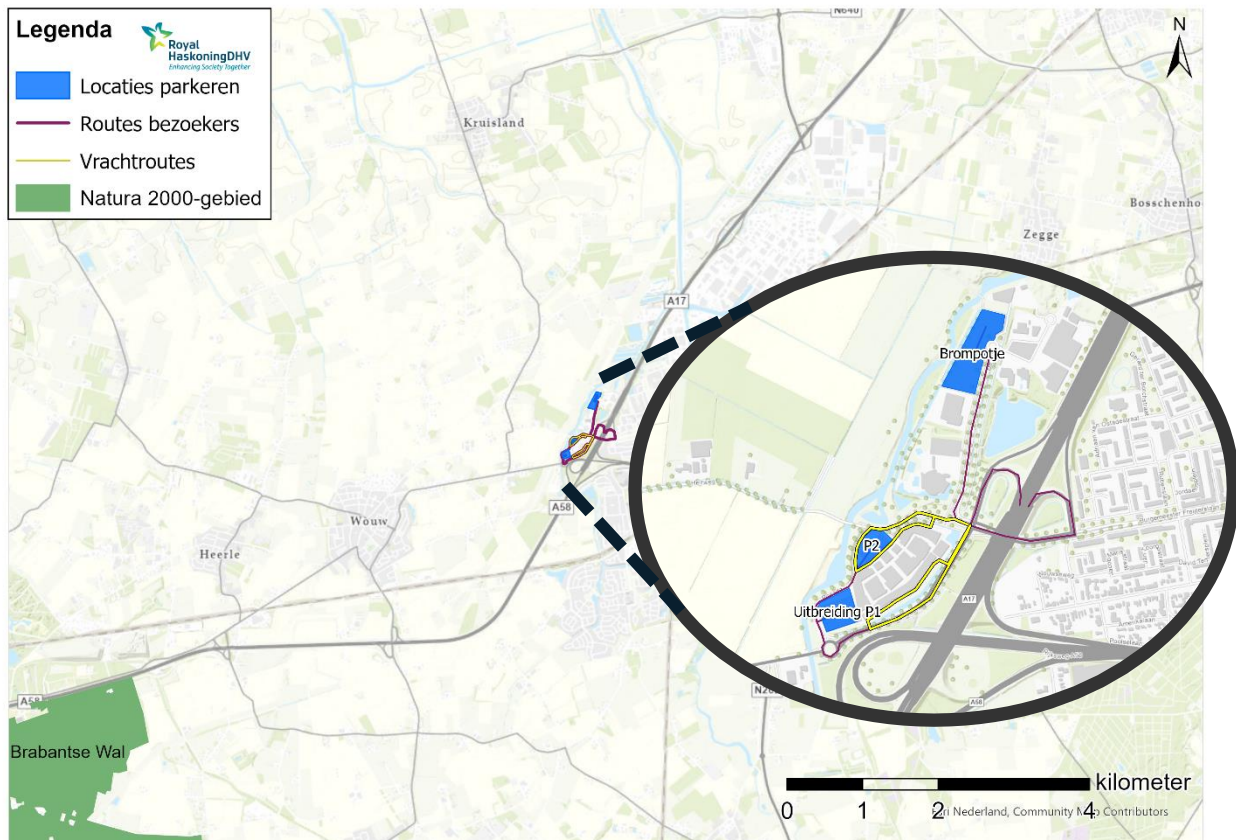 Legenda
Royal
HaskoningDHV
Enhancing Society Together
Locaties parkeren
Routes bezoekers
Vrachtroutes
Natura 2000-gebied
N640
N
Kruisland
Bosschenho
Zegge
A17
Brompotje
A58
Wouw
Heerle
P2
Uitbreiding P1
A17
A58
A58
Brabantse Wal
kilometer
0 1 2 4
Nederland, Community Map Contributors